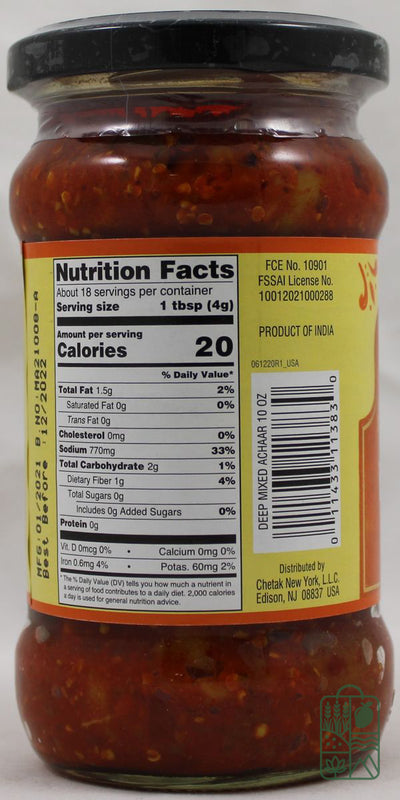 Nutrition Facts
About 18 servings per container
Serving size 1 tbsp (4g)
Amount per serving
Calories 20
% Daily Value*
Total Fat 1.5g 2%
Saturated Fat 0g 0%
Trans Fat 0g
Cholesterol 0mg 0%
Sodium 770mg 33%
Total Carbohydrate 2g 1%
Dietary Fiber 1g 4%
Total Sugars 0g
Includes 0g Added Sugars 0%
Protein 0g
Vit. D 0mcg 0% • Calcium 0mg 0%
Iron 0.6mg 4% • Potas. 60mg 2%
* The % Daily Value (DV) tells you how much a nutrient in
a serving of food contributes to a daily diet. 2,000 calories
a day is used for general nutrition advice.
MFG:01/2021 B.NO:MA21008-A
Best Before :12/2022
FCE No. 10901
FSSAI License No.
10012021000288
PRODUCT OF INDIA
061220R1_USA
DEEP MIXED ACHAAR 10 OZ
0 11433 11383 0
Distributed by
Chetak New York, L.L.C.
Edison, NJ 08837 USA